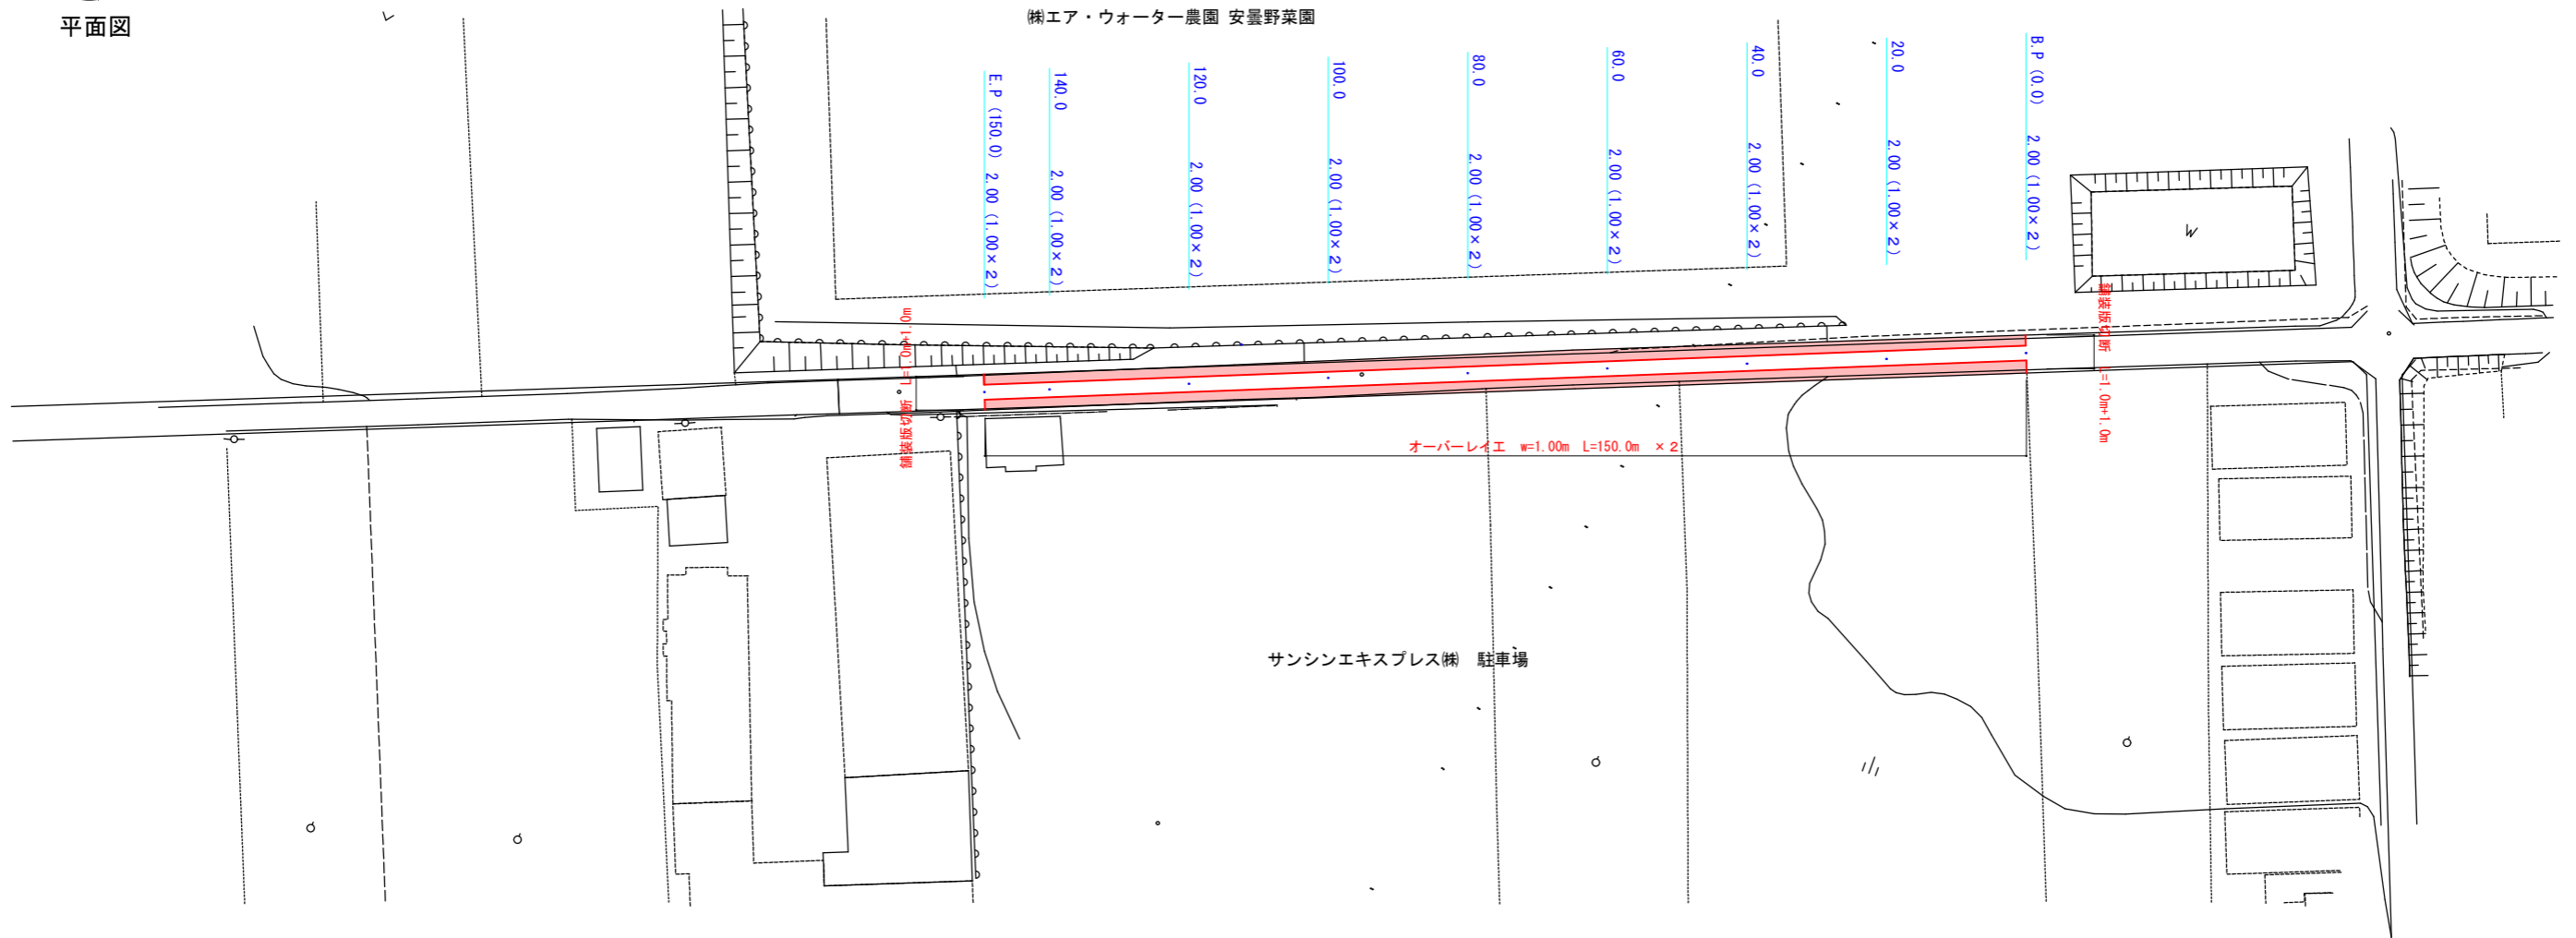 平面図
㈱エア・ウォーター農園 安曇野菜園
E.P (150.0) 2.00 (1.00×2)
140.0 2.00 (1.00×2)
120.0 2.00 (1.00×2)
100.0 2.00 (1.00×2)
80.0 2.00 (1.00×2)
60.0 2.00 (1.00×2)
40.0 2.00 (1.00×2)
20.0 2.00 (1.00×2)
B.P (0.0) 2.00 (1.00×2)
舗装版切断 L=1.0m+1.0m
舗装版切断 L=1.0m+1.0m
オーバーレイエ w=1.00m L=150.0m ×2
サンシンエキスプレス㈱ 駐車場